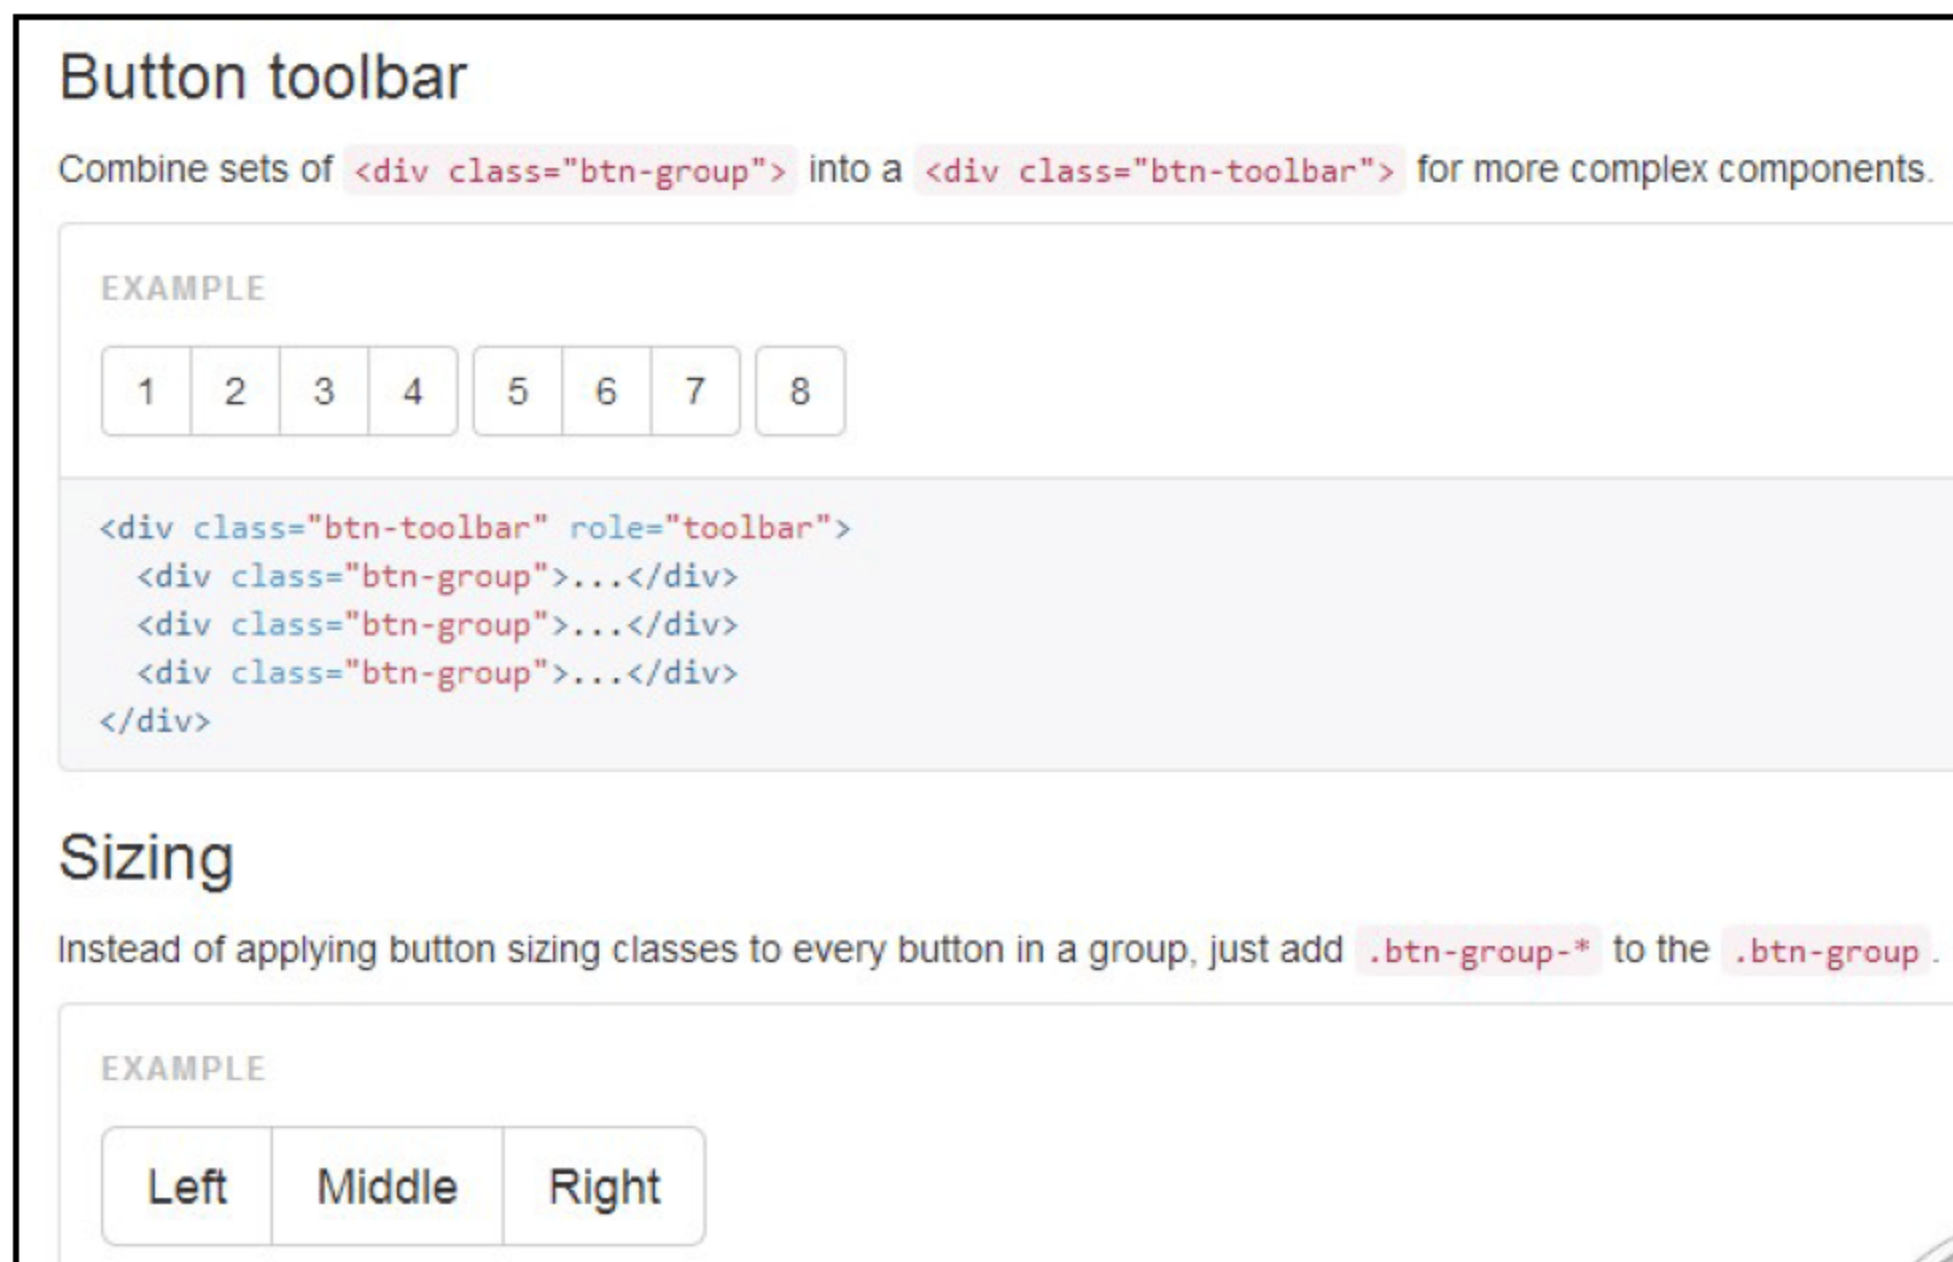 Button toolbar
Combine sets of <div class="btn-group"> into a <div class="btn-toolbar"> for more complex components.
EXAMPLE
1 2 3 4 5 6 7 8
<div class="btn-toolbar" role="toolbar">
  <div class="btn-group">...</div>
  <div class="btn-group">...</div>
  <div class="btn-group">...</div>
</div>
Sizing
Instead of applying button sizing classes to every button in a group, just add .btn-group-* to the .btn-group .
EXAMPLE
Left Middle Right